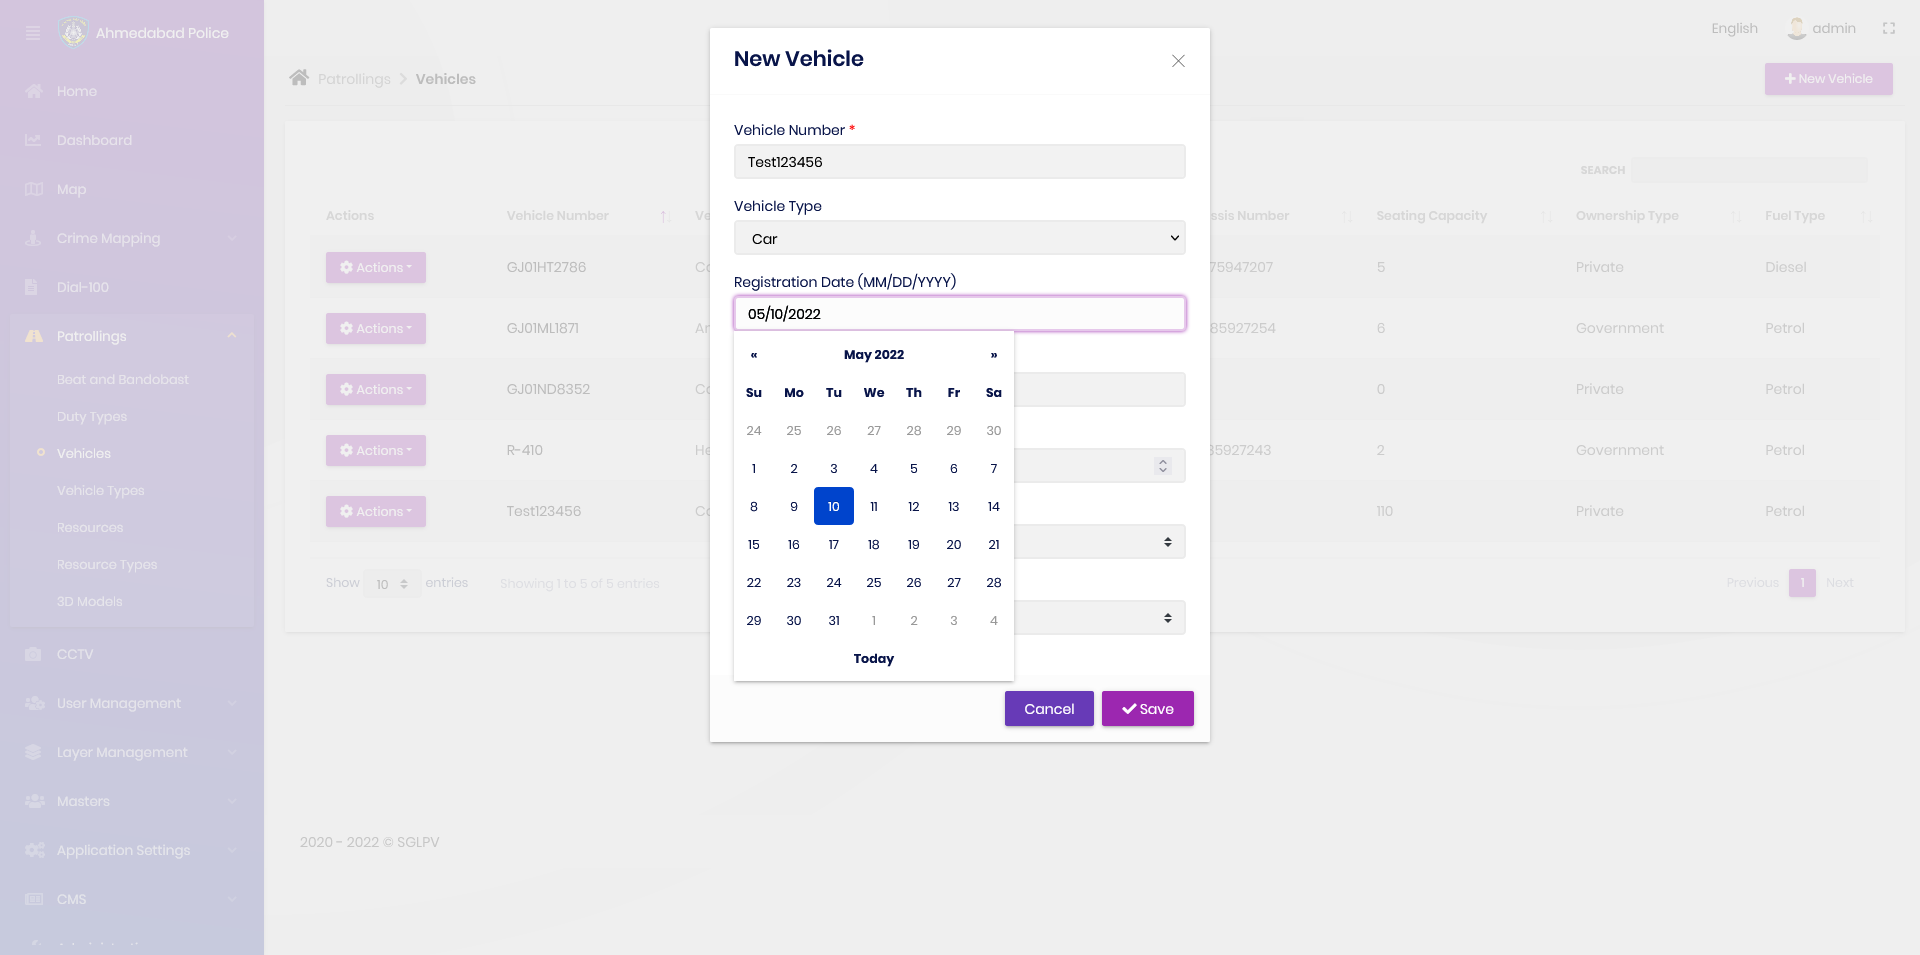 Ahmedabad Police
Home
Dashboard
Map
Crime Mapping
Dial-100
Patrollings
Beat and Bandobast
Duty Types
Vehicles
Vehicle Types
Resources
Resource Types
3D Models
CCTV
User Management
Layer Management
Masters
Application Settings
CMS
English
admin
Patrollings
Vehicles
New Vehicle
SEARCH
Actions Vehicle Number Seating Capacity Ownership Type Fuel Type
Actions GJ01HT2786 75947207 5 Private Diesel
Actions GJ01ML1871 85927254 6 Government Petrol
Actions GJ01ND8352 0 Private Petrol
Actions R-410 85927243 2 Government Petrol
Actions Test123456 110 Private Petrol
Show 10 entries Showing 1 to 5 of 5 entries Previous 1 Next
2020 - 2022 © SGLPV
New Vehicle
Vehicle Number *
Test123456
Vehicle Type
Car
Registration Date (MM/DD/YYYY)
05/10/2022
« May 2022 »
Su Mo Tu We Th Fr Sa
24 25 26 27 28 29 30
1 2 3 4 5 6 7
8 9 10 11 12 13 14
15 16 17 18 19 20 21
22 23 24 25 26 27 28
29 30 31 1 2 3 4
Today
Cancel
Save